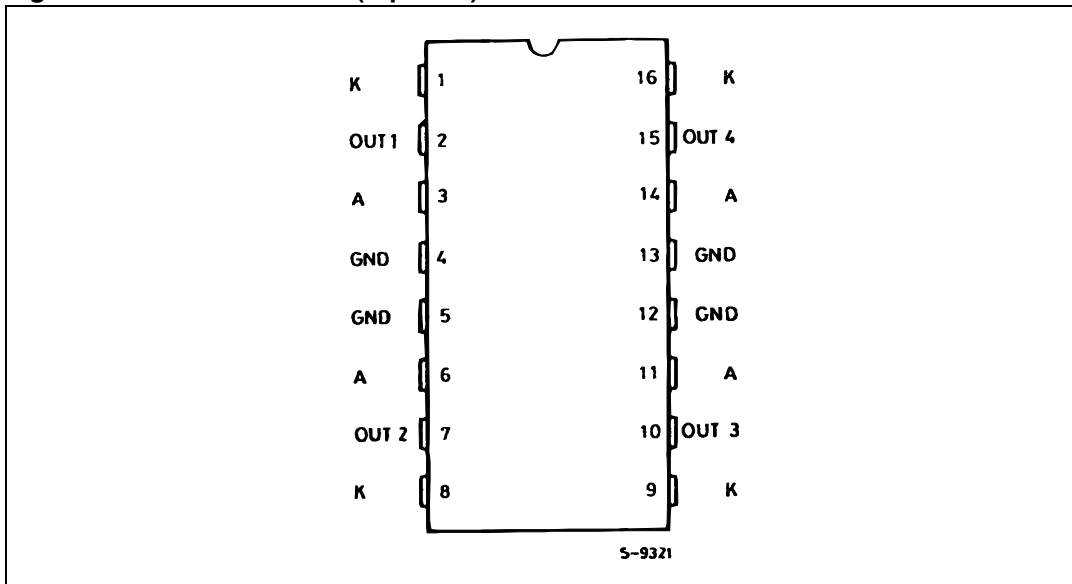 K 1 16 K
OUT 1 2 15 OUT 4
A 3 14 A
GND 4 13 GND
GND 5 12 GND
A 6 11 A
OUT 2 7 10 OUT 3
K 8 9 K
S-9321